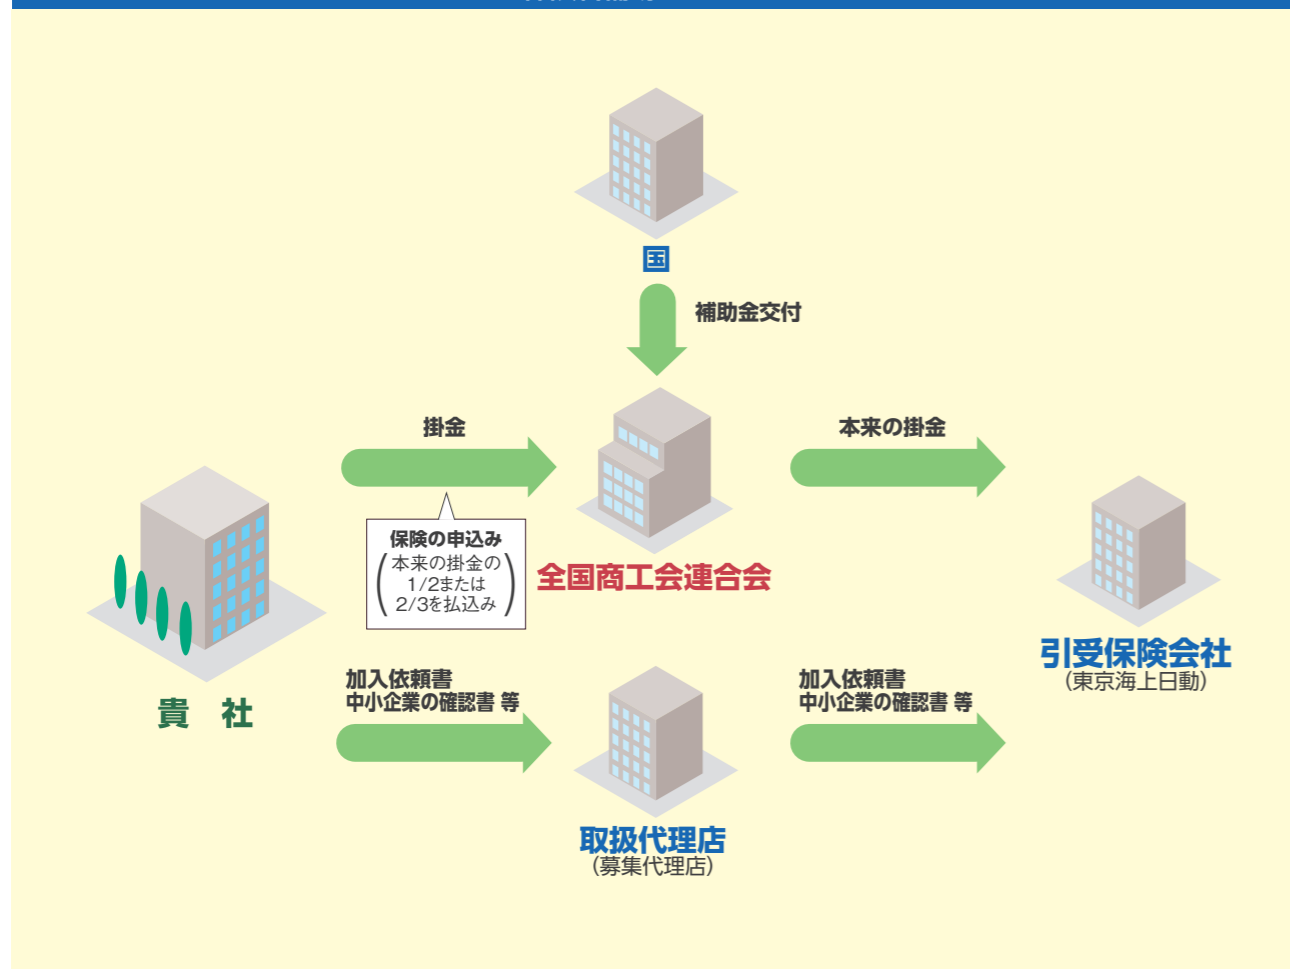 国
補助金交付
掛金
本来の掛金
保険の申込み
(本来の掛金の
1/2または
2/3を払込み)
全国商工会連合会
引受保険会社
(東京海上日動)
貴 社
加入依頼書
中小企業の確認書 等
加入依頼書
中小企業の確認書 等
取扱代理店
(募集代理店)